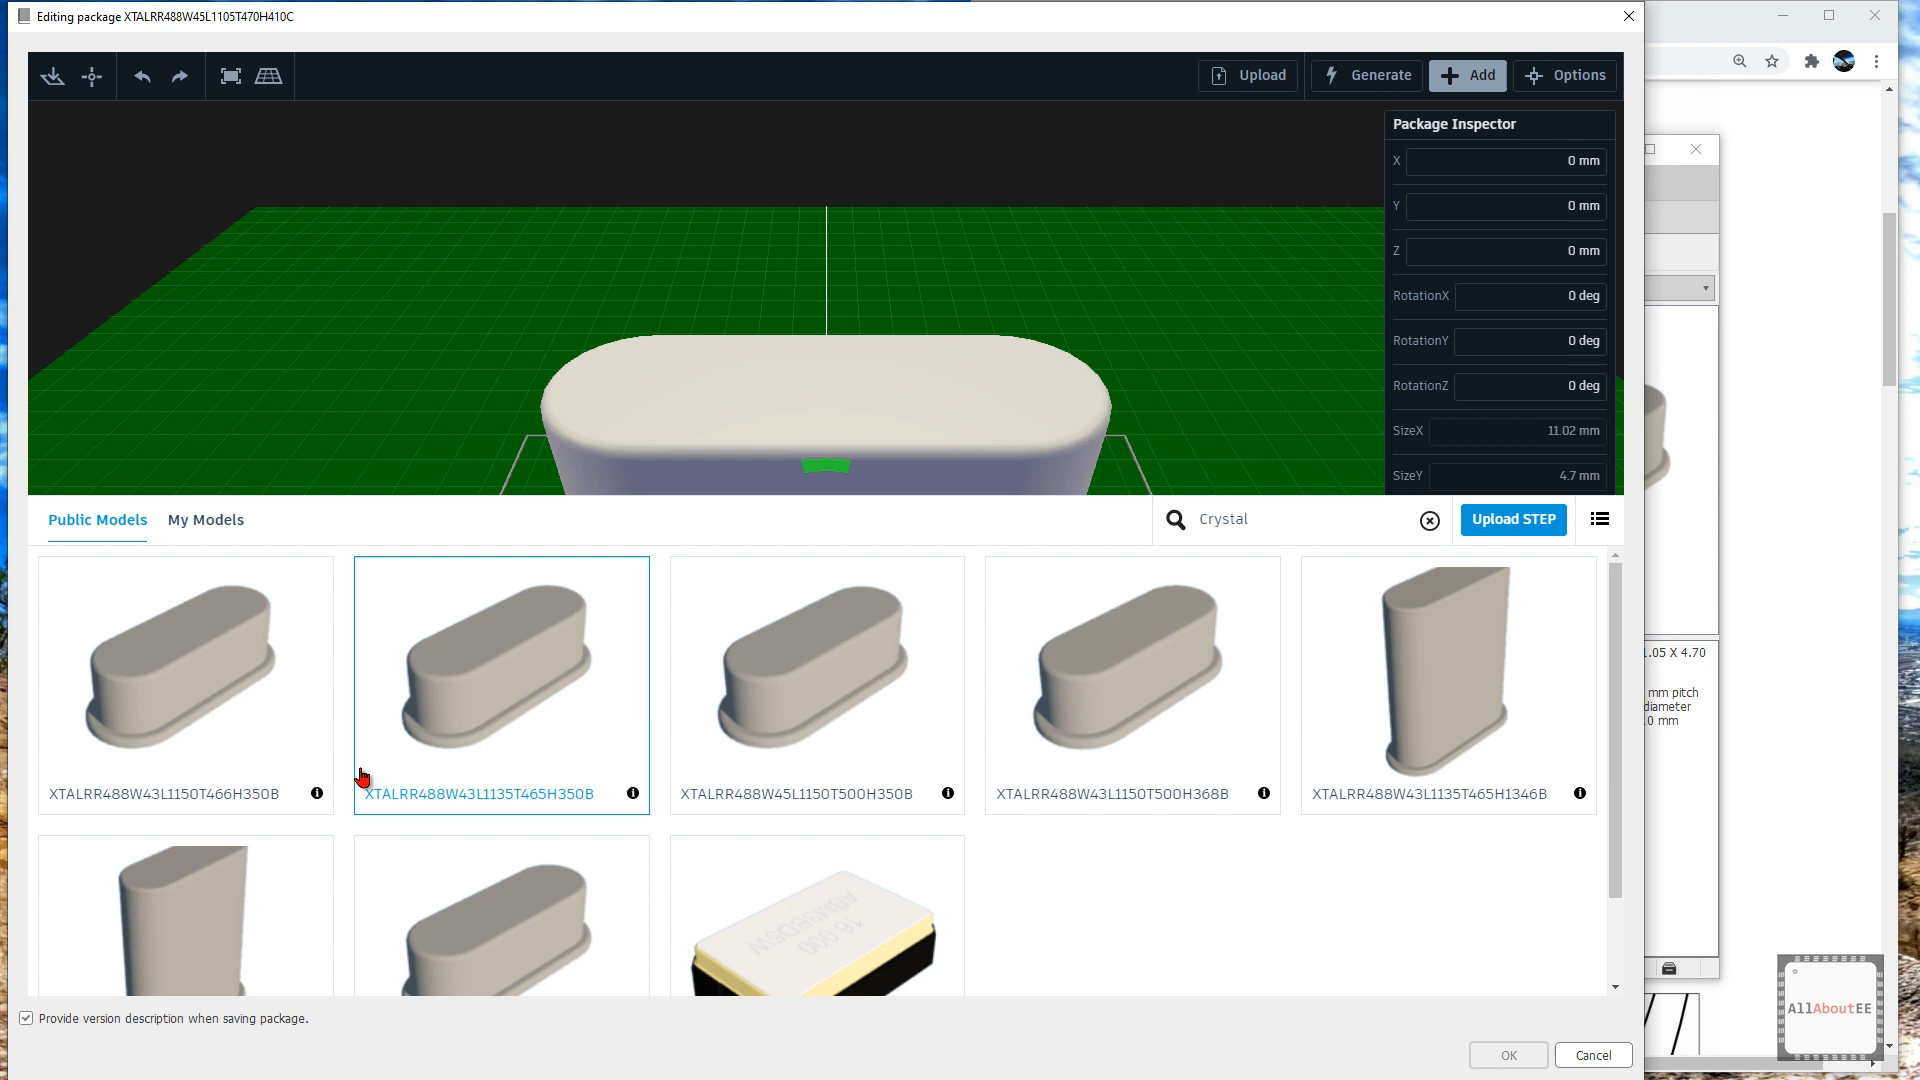 Editing package XTALRR488W45L1105T470H410C
Upload
Generate
Add
Options
Package Inspector
X
0 mm
Y
0 mm
Z
0 mm
RotationX
0 deg
RotationY
0 deg
RotationZ
0 deg
SizeX
11.02 mm
SizeY
4.7 mm
Public Models
My Models
Crystal
Upload STEP
XTALRR488W43L1150T466H350B
XTALRR488W43L1135T465H350B
XTALRR488W45L1150T500H350B
XTALRR488W43L1150T500H368B
XTALRR488W43L1135T465H1346B
ABM3BDSW
16 000
.05 X 4.70
mm pitch
diameter
.0 mm
Provide version description when saving package.
OK
Cancel
AllAboutEE